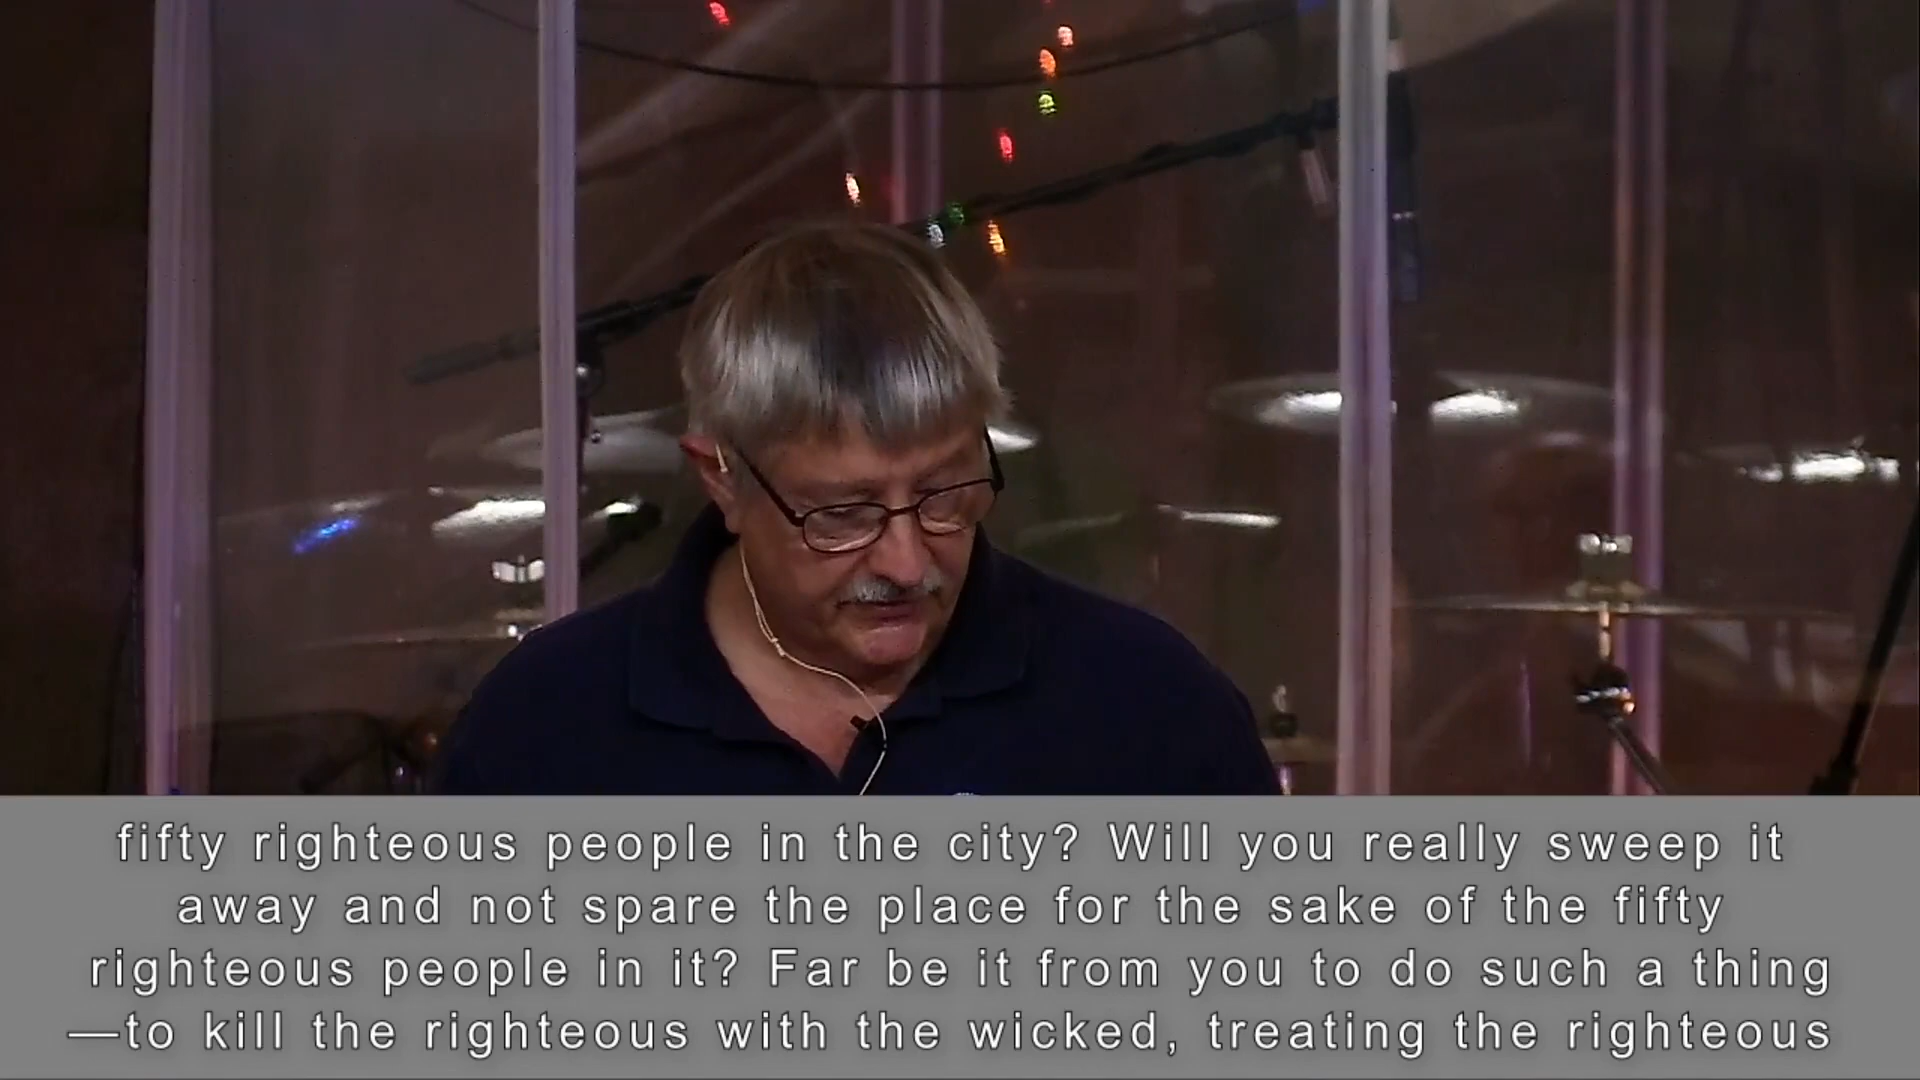 fifty righteous people in the city? Will you really sweep it
away and not spare the place for the sake of the fifty
righteous people in it? Far be it from you to do such a thing
—to kill the righteous with the wicked, treating the righteous